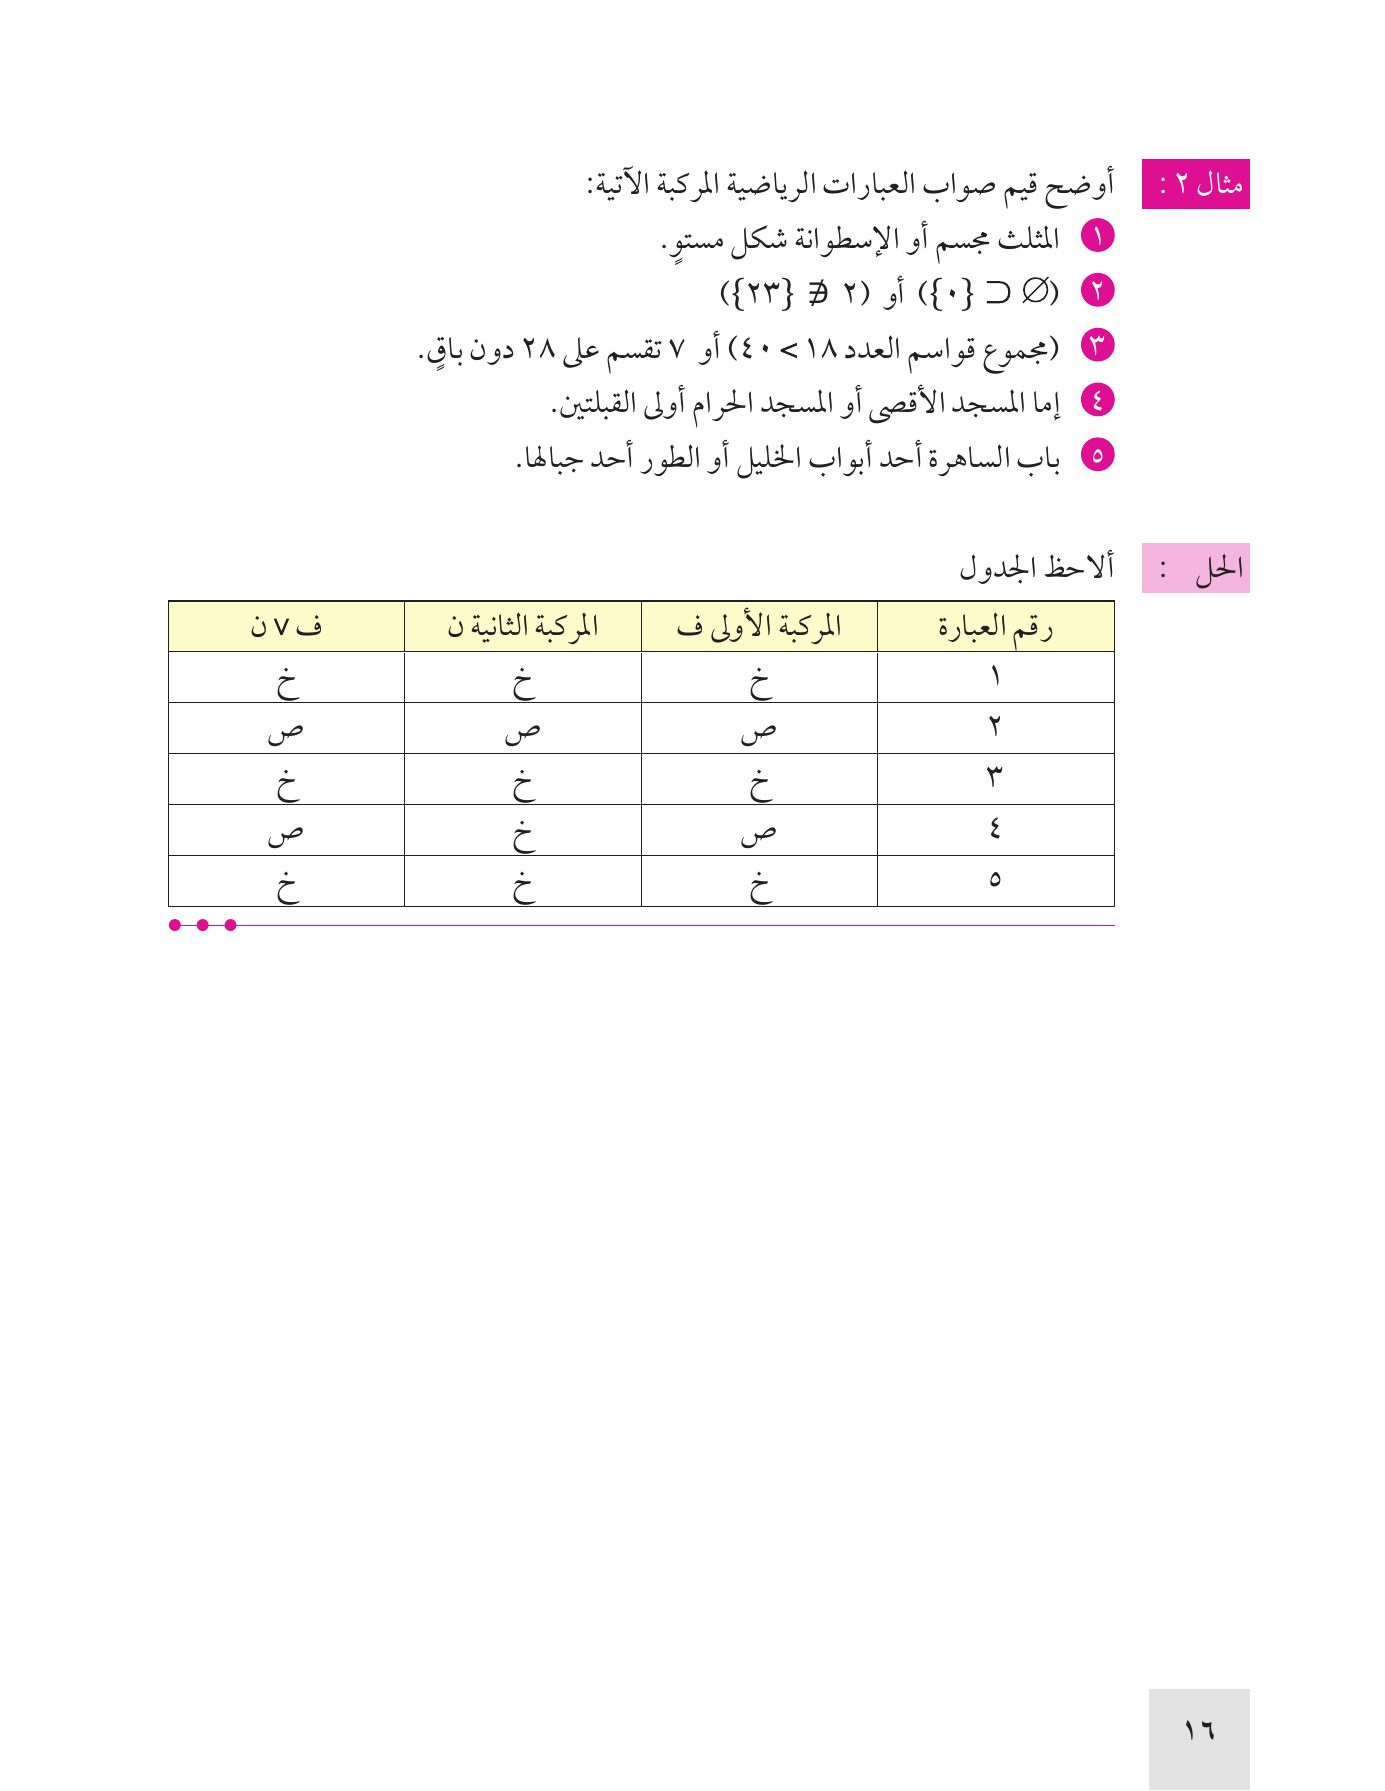 مثال ٢ : أوضح قيم صواب العبارات الرياضية المركبة الآتية:
١ المثلث مجسم أو الإسطوانة شكل مستوٍ.
٢ (∅ ⊂ {٠}) أو (٢ ∉ {٢٣})
٣ (مجموع قواسم العدد ١٨ > ٤٠) أو ٧ تقسم على ٢٨ دون باقٍ.
٤ إما المسجد الأقصى أو المسجد الحرام أولى القبلتين.
٥ باب الساهرة أحد أبواب الخليل أو الطور أحد جبالها.
الحل : ألاحظ الجدول
رقم العبارة المركبة الأولى ف المركبة الثانية ن ف ∨ ن
١ خ خ خ
٢ ص ص ص
٣ خ خ خ
٤ ص خ ص
٥ خ خ خ
١٦